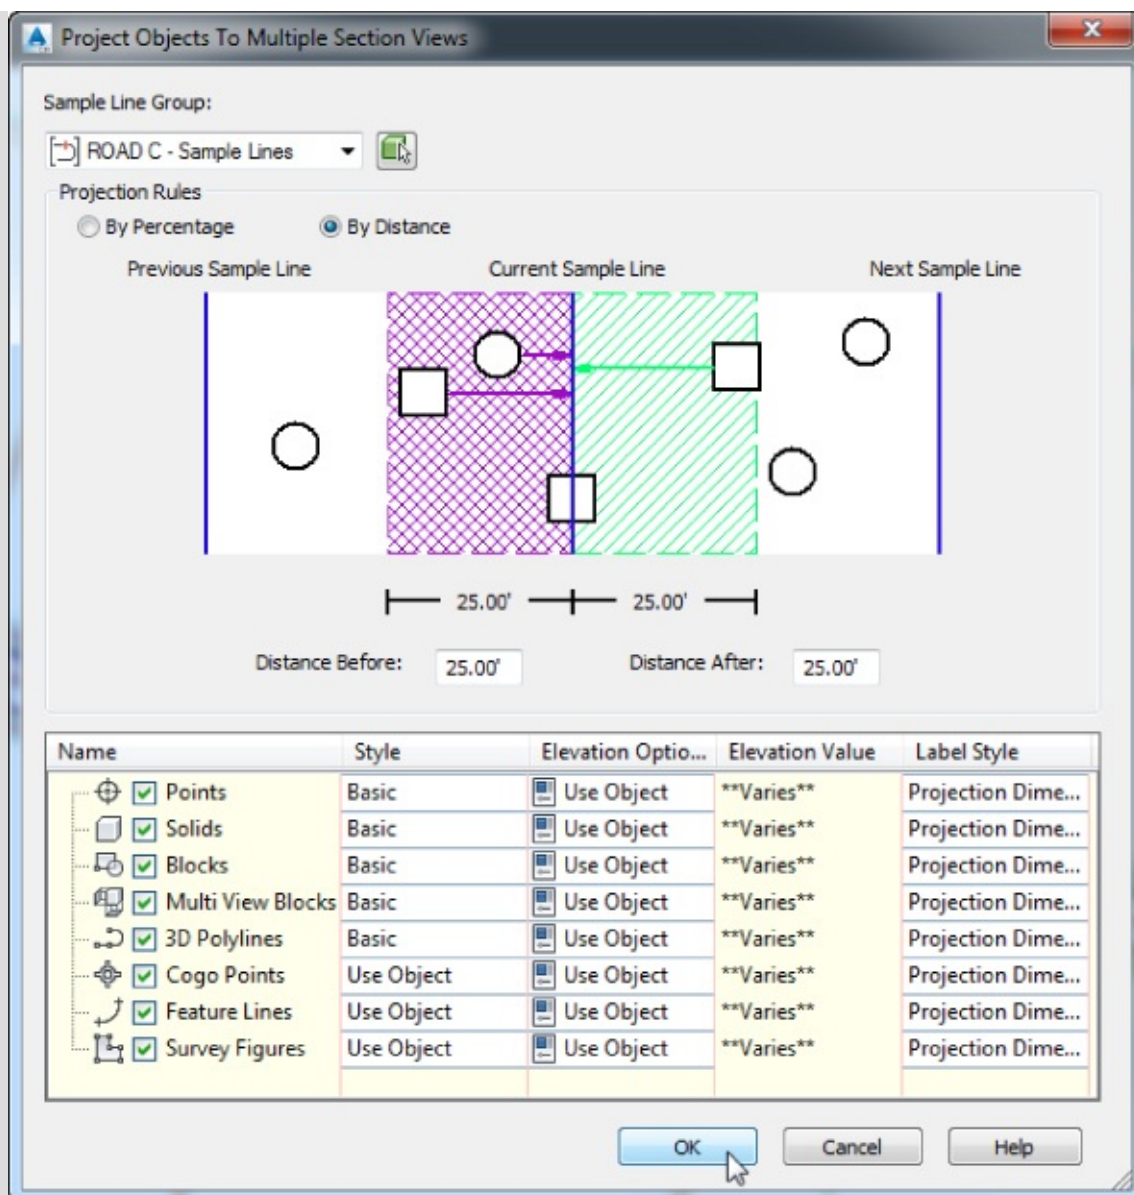 Project Objects To Multiple Section Views
Sample Line Group:
ROAD C - Sample Lines
Projection Rules
By Percentage By Distance
Previous Sample Line Current Sample Line Next Sample Line
25.00' 25.00'
Distance Before: 25.00' Distance After: 25.00'
Name Style Elevation Optio... Elevation Value Label Style
Points Basic Use Object **Varies** Projection Dime...
Solids Basic Use Object **Varies** Projection Dime...
Blocks Basic Use Object **Varies** Projection Dime...
Multi View Blocks Basic Use Object **Varies** Projection Dime...
3D Polylines Basic Use Object **Varies** Projection Dime...
Cogo Points Use Object Use Object **Varies** Projection Dime...
Feature Lines Use Object Use Object **Varies** Projection Dime...
Survey Figures Use Object Use Object **Varies** Projection Dime...
OK Cancel Help